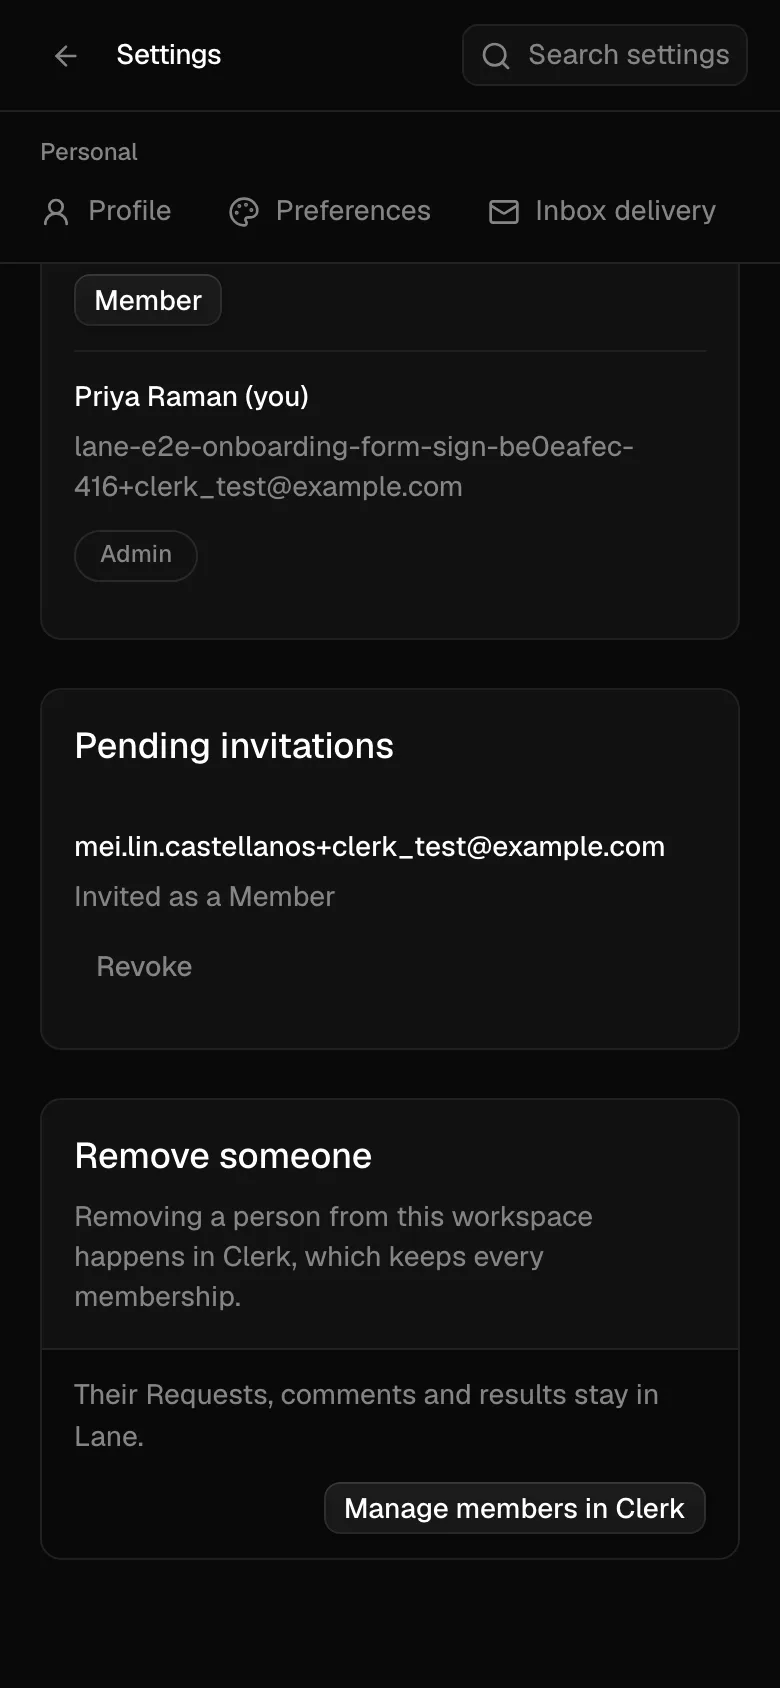 Settings
Search settings
Personal
Profile
Preferences
Inbox delivery
Member
Priya Raman (you)
lane-e2e-onboarding-form-sign-be0eafec-
416+clerk_test@example.com
Admin
Pending invitations
mei.lin.castellanos+clerk_test@example.com
Invited as a Member
Revoke
Remove someone
Removing a person from this workspace
happens in Clerk, which keeps every
membership.
Their Requests, comments and results stay in
Lane.
Manage members in Clerk